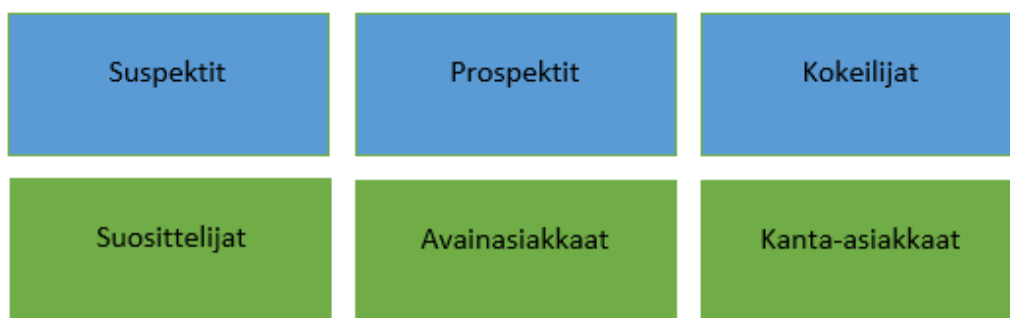 Suspektit
Prospektit
Kokeilijat
Suosittelijat
Avainasiakkaat
Kanta-asiakkaat